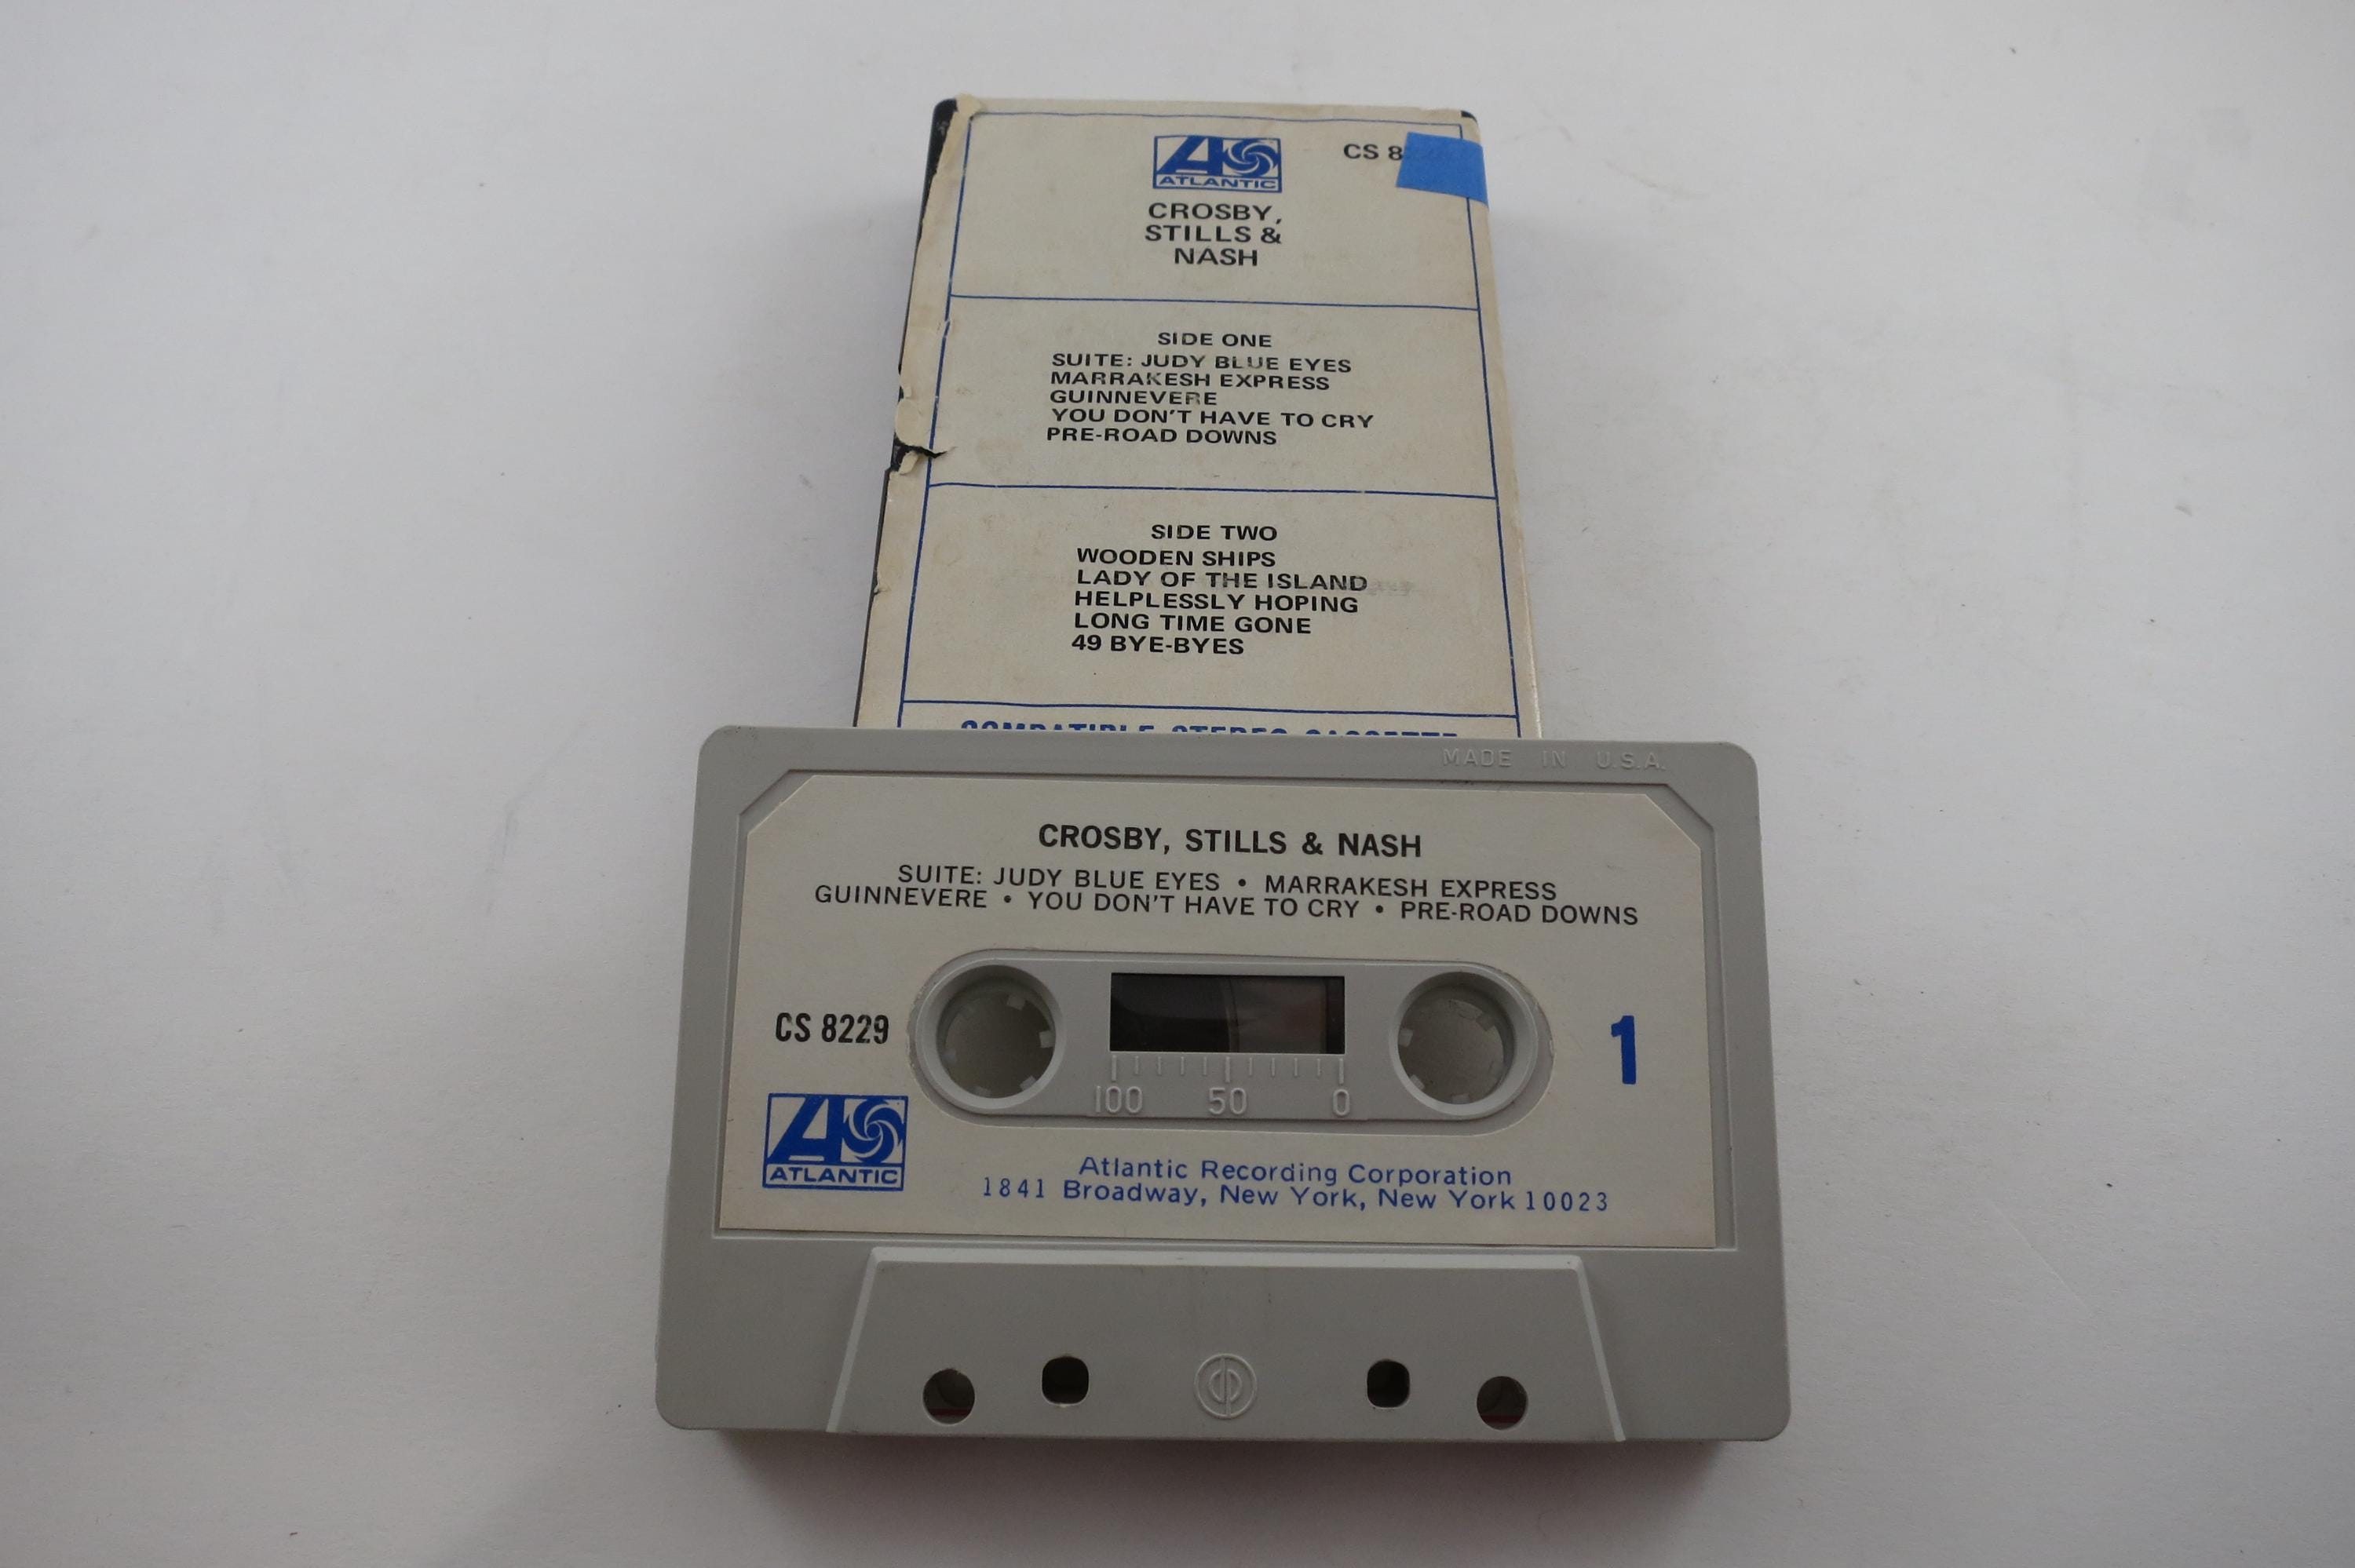 ATLANTIC
CS 8
CROSBY,
STILLS &
NASH
SIDE ONE
SUITE: JUDY BLUE EYES
MARRAKESH EXPRESS
GUINNEVERE
YOU DON'T HAVE TO CRY
PRE-ROAD DOWNS
SIDE TWO
WOODEN SHIPS
LADY OF THE ISLAND
HELPLESSLY HOPING
LONG TIME GONE
49 BYE-BYES
COMPATIBLE STEREO CASSETTE
MADE IN U.S.A.
CROSBY, STILLS & NASH
SUITE: JUDY BLUE EYES • MARRAKESH EXPRESS
GUINNEVERE • YOU DON'T HAVE TO CRY • PRE-ROAD DOWNS
CS 8229
1
100 50 0
ATLANTIC
Atlantic Recording Corporation
1841 Broadway, New York, New York 10023